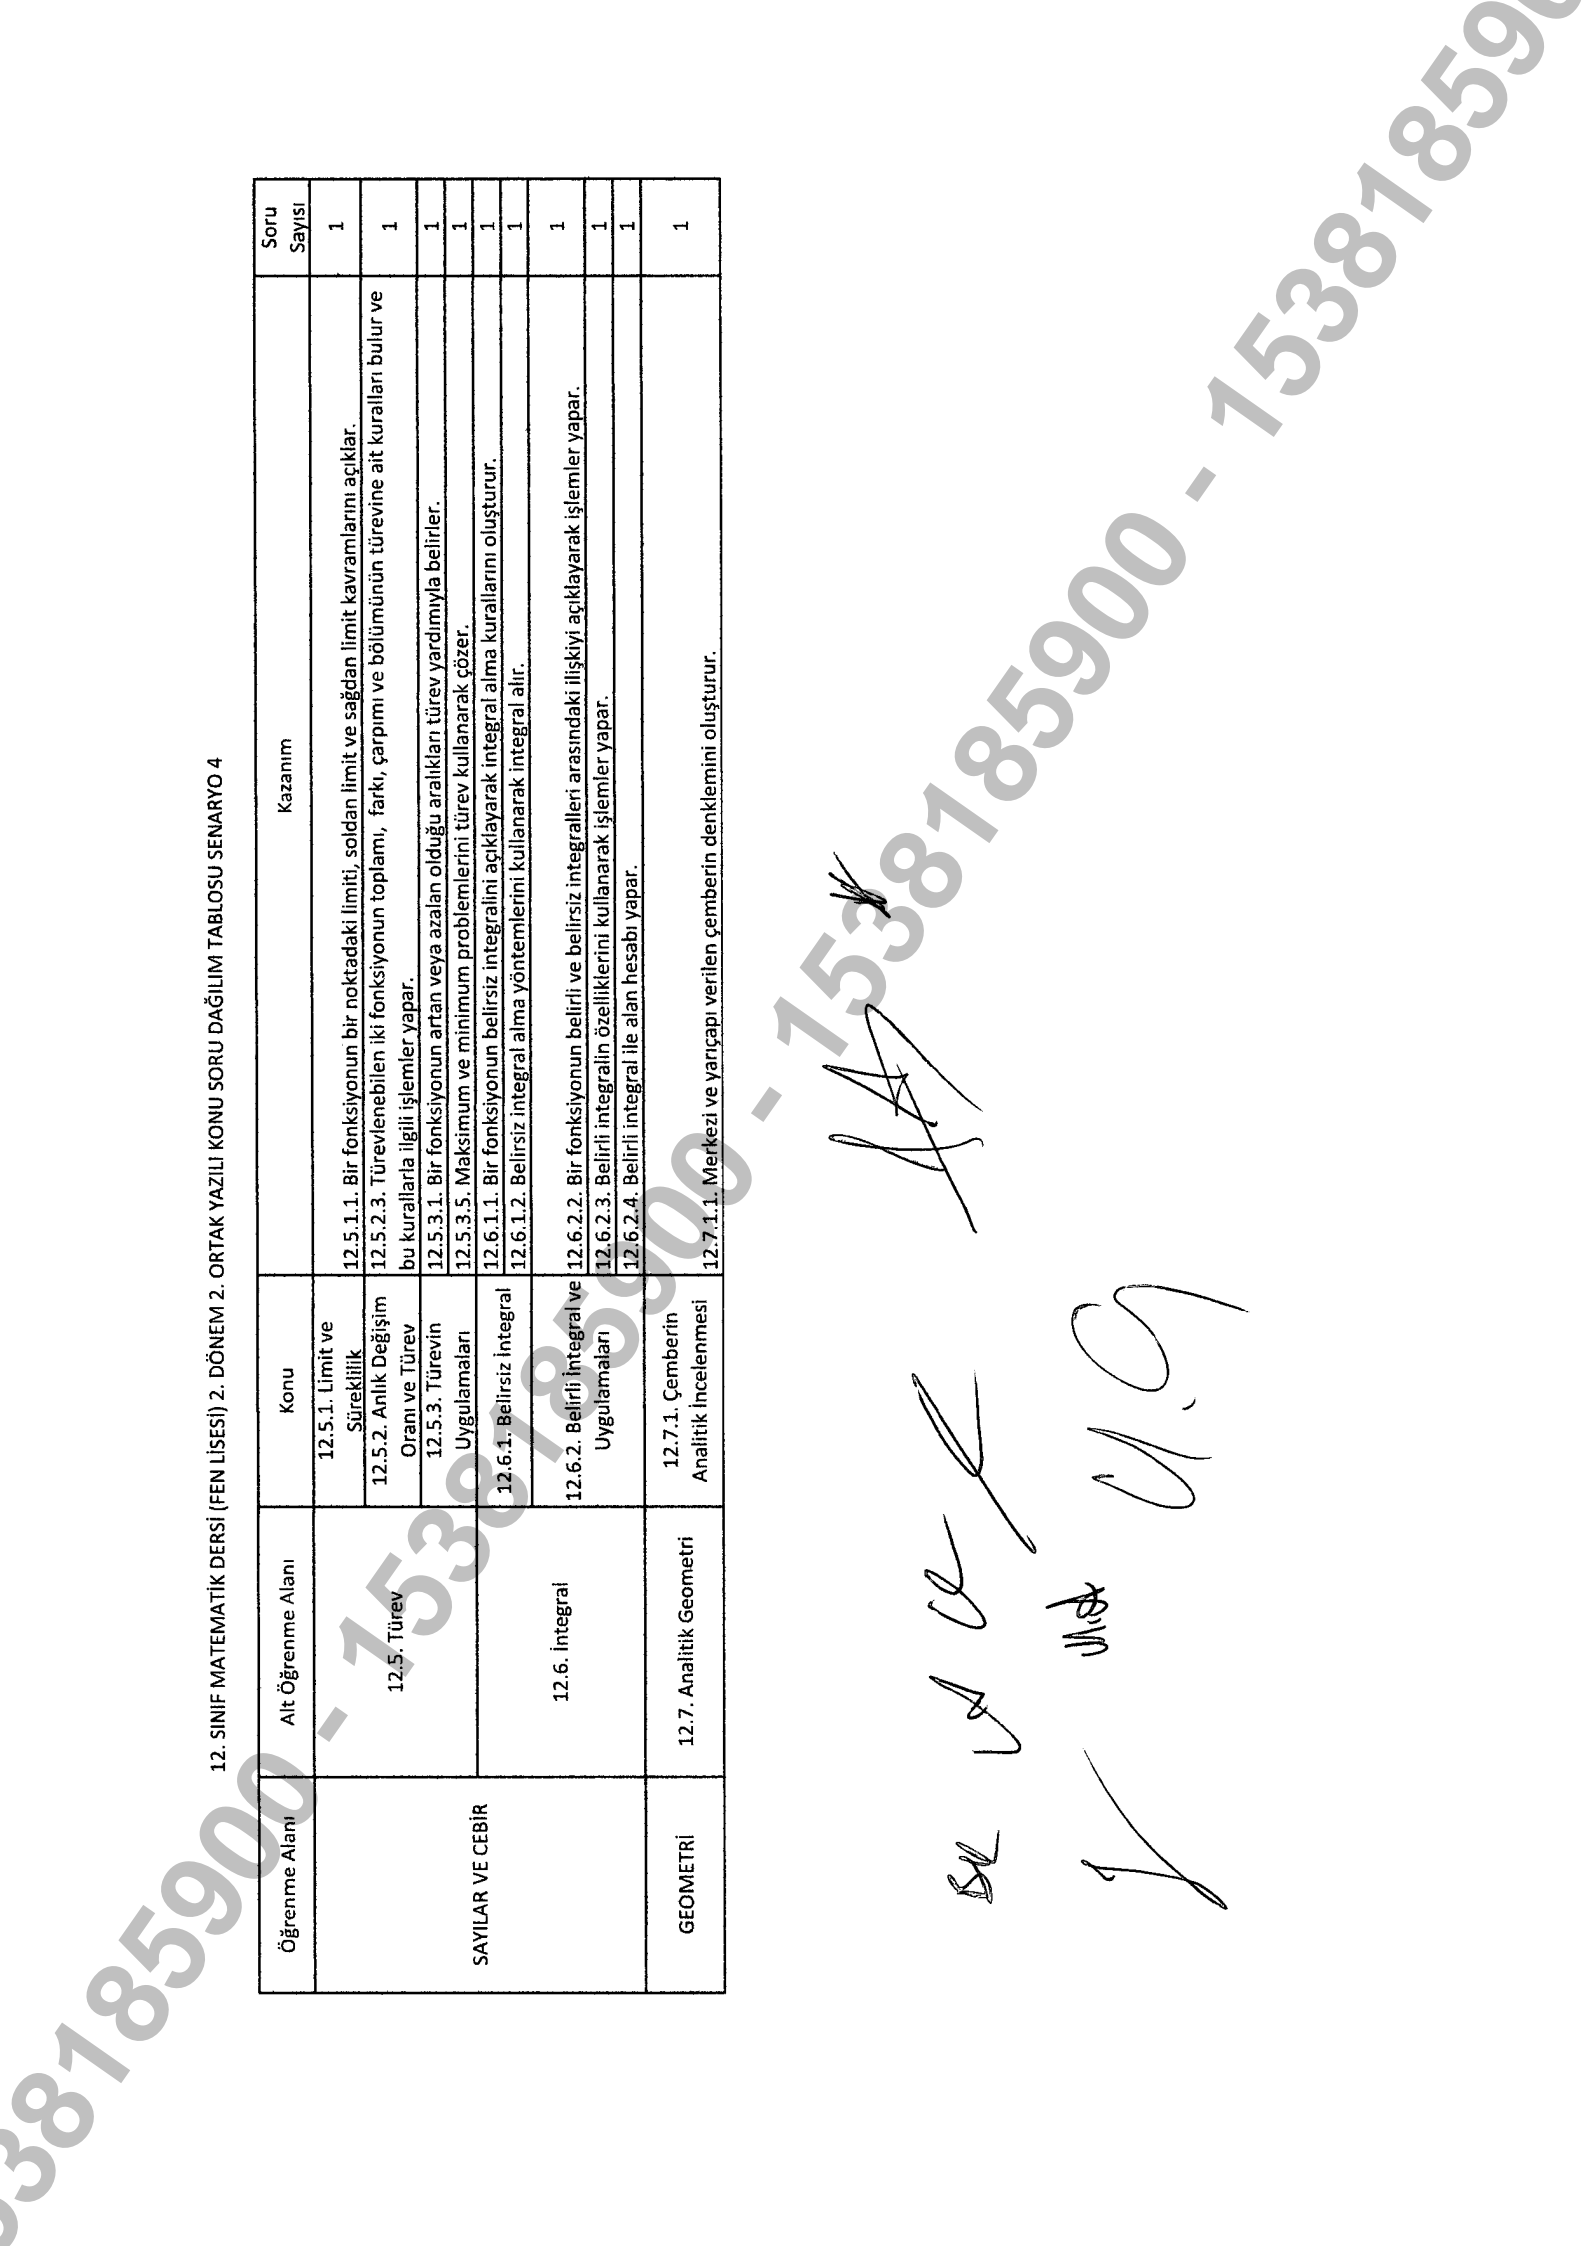 12. SINIF MATEMATİK DERSİ (FEN LİSESİ) 2. DÖNEM 2. ORTAK YAZILI KONU SORU DAĞILIM TABLOSU SENARYO 4
Öğrenme Alanı
Alt Öğrenme Alanı
Konu
Kazanım
Soru
Sayısı
SAYILAR VE CEBİR
12.5. Türev
12.5.1. Limit ve
Süreklilik
12.5.1.1. Bir fonksiyonun bir noktadaki limiti, soldan limit ve sağdan limit kavramlarını açıklar.
1
12.5.2. Anlık Değişim
Oranı ve Türev
12.5.2.3. Türevlenebilen iki fonksiyonun toplamı, farkı, çarpımı ve bölümünün türevine ait kuralları bulur ve
bu kurallarla ilgili işlemler yapar.
1
12.5.3. Türevin
Uygulamaları
12.5.3.1. Bir fonksiyonun artan veya azalan olduğu aralıkları türev yardımıyla belirler.
1
12.5.3.5. Maksimum ve minimum problemlerini türev kullanarak çözer.
1
12.6. İntegral
12.6.1. Belirsiz İntegral
12.6.1.1. Bir fonksiyonun belirsiz integralini açıklayarak integral alma kurallarını oluşturur.
1
12.6.1.2. Belirsiz integral alma yöntemlerini kullanarak integral alır.
1
12.6.2. Belirli İntegral ve
Uygulamaları
12.6.2.2. Bir fonksiyonun belirli ve belirsiz integralleri arasındaki ilişkiyi açıklayarak işlemler yapar.
1
12.6.2.3. Belirli integralin özelliklerini kullanarak işlemler yapar.
1
12.6.2.4. Belirli integral ile alan hesabı yapar.
1
GEOMETRİ
12.7. Analitik Geometri
12.7.1. Çemberin
Analitik İncelenmesi
12.7.1.1. Merkezi ve yarıçapı verilen çemberin denklemini oluşturur.
1
5388185900 - 15388185900 - 15388185900 - 15388185900 - 1538818590